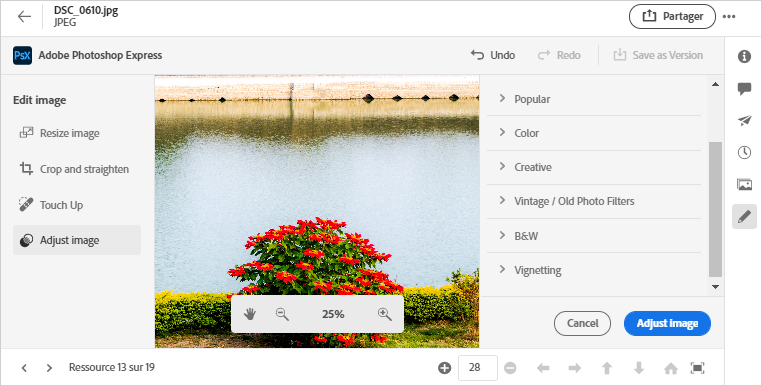 DSC_0610.jpg
JPEG
Partager
PsX
Adobe Photoshop Express
Undo
Redo
Save as Version
Edit image
Resize image
Crop and straighten
Touch Up
Adjust image
Popular
Color
Creative
Vintage / Old Photo Filters
B&W
Vignetting
25%
Cancel
Adjust image
Ressource 13 sur 19
28